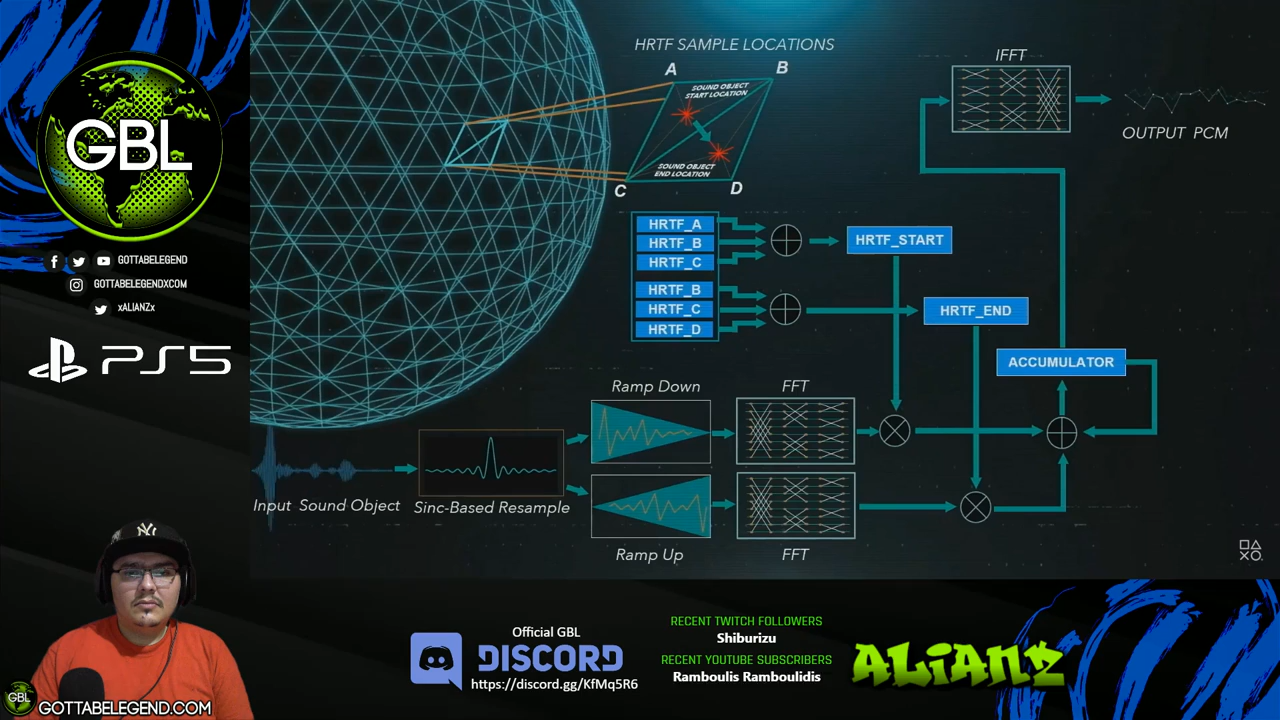 GBL
GOTTABELEGEND
GOTTABELEGENDXCOM
xALIANZx
PS5
HRTF SAMPLE LOCATIONS
A
B
SOUND OBJECT
START LOCATION
SOUND OBJECT
END LOCATION
C
D
IFFT
OUTPUT PCM
HRTF_A
HRTF_B
HRTF_C
HRTF_B
HRTF_C
HRTF_D
HRTF_START
HRTF_END
ACCUMULATOR
Ramp Down
FFT
Input Sound Object
Sinc-Based Resample
Ramp Up
FFT
NY
Official GBL
DISCORD
https://discord.gg/KfMq5R6
RECENT TWITCH FOLLOWERS
Shiburizu
RECENT YOUTUBE SUBSCRIBERS
Ramboulis Ramboulidis
ALiANZ
GBL
GOTTABELEGEND.COM